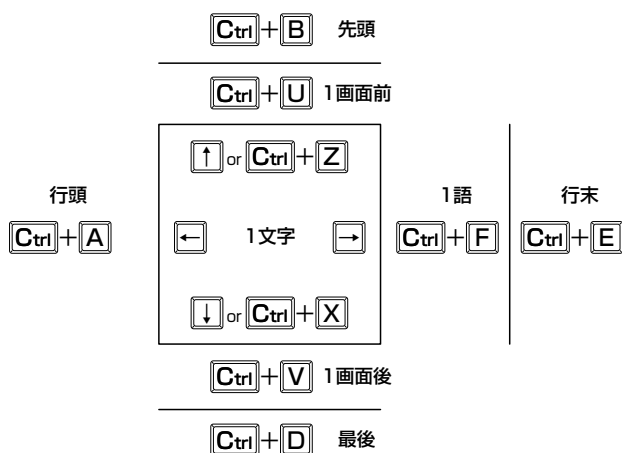 Ctrl+B 先頭
Ctrl+U 1画面前
↑ or Ctrl+Z
行頭 1語 行末
Ctrl+A ← 1文字 → Ctrl+F Ctrl+E
↓ or Ctrl+X
Ctrl+V 1画面後
Ctrl+D 最後